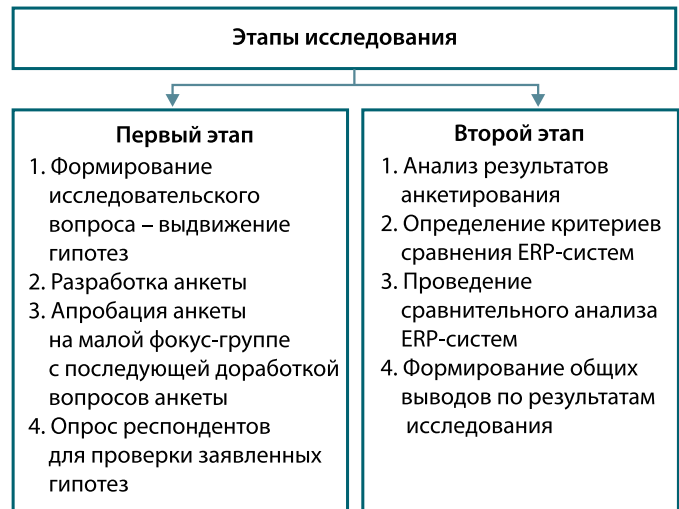 Этапы исследования
Первый этап
1. Формирование
исследовательского
вопроса – выдвижение
гипотез
2. Разработка анкеты
3. Апробация анкеты
на малой фокус-группе
с последующей доработкой
вопросов анкеты
4. Опрос респондентов
для проверки заявленных
гипотез
Второй этап
1. Анализ результатов
анкетирования
2. Определение критериев
сравнения ERP-систем
3. Проведение
сравнительного анализа
ERP-систем
4. Формирование общих
выводов по результатам
исследования